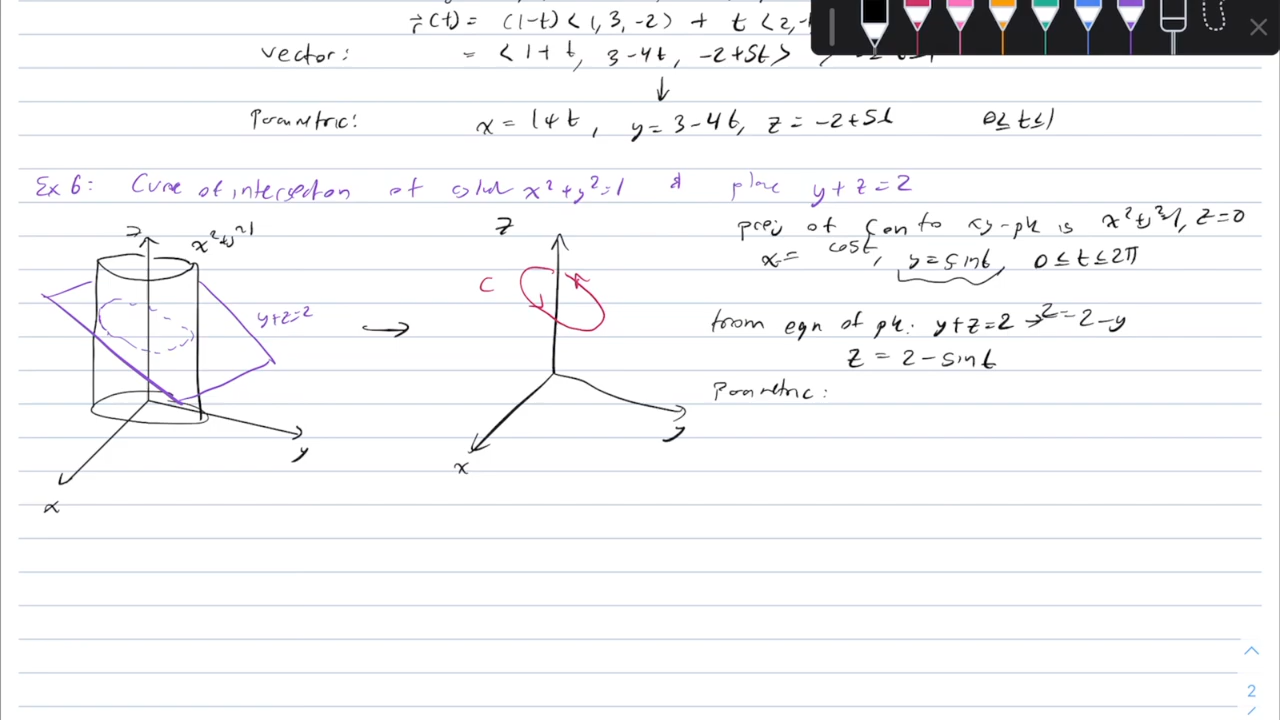 r(t) = (1-t) <1, 3, -2> + t <2, -
vector: = <1+t, 3-4t, -2+5t>
Parametric: x = 1+t, y = 3-4t, z = -2+5t 0≤t≤1
Ex 6: Curve of intersection of x²+y²=1 & plane y+z=2
proj of C onto xy-pl is x²+y²=1, z=0
x = cost, y = sint, 0≤t≤2π
z
x²+y²=1
y+z=2
y
x
z
C
y
x
from eqn of pl: y+z=2 → z=2-y
z = 2-sint
Parametric:
2